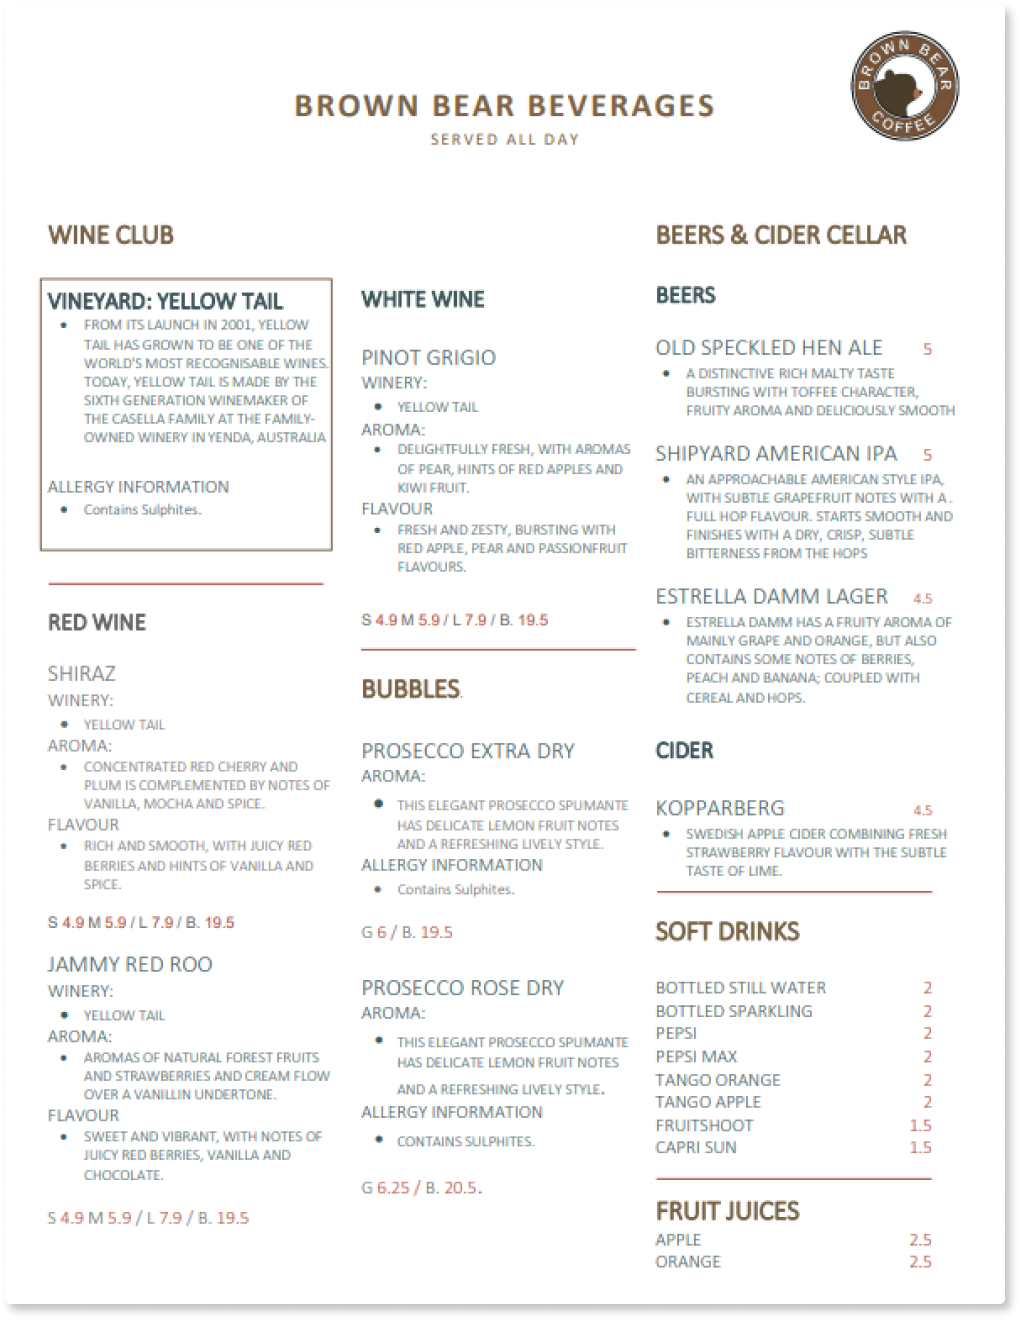 BROWN BEAR
COFFEE
BROWN BEAR BEVERAGES
SERVED ALL DAY
WINE CLUB
VINEYARD: YELLOW TAIL
• FROM ITS LAUNCH IN 2001, YELLOW
TAIL HAS GROWN TO BE ONE OF THE
WORLD'S MOST RECOGNISABLE WINES.
TODAY, YELLOW TAIL IS MADE BY THE
SIXTH GENERATION WINEMAKER OF
THE CASELLA FAMILY AT THE FAMILY-
OWNED WINERY IN YENDA, AUSTRALIA
ALLERGY INFORMATION
• Contains Sulphites.
RED WINE
SHIRAZ
WINERY:
• YELLOW TAIL
AROMA:
• CONCENTRATED RED CHERRY AND
PLUM IS COMPLEMENTED BY NOTES OF
VANILLA, MOCHA AND SPICE.
FLAVOUR
• RICH AND SMOOTH, WITH JUICY RED
BERRIES AND HINTS OF VANILLA AND
SPICE.
S 4.9 M 5.9 / L 7.9 / B. 19.5
JAMMY RED ROO
WINERY:
• YELLOW TAIL
AROMA:
• AROMAS OF NATURAL FOREST FRUITS
AND STRAWBERRIES AND CREAM FLOW
OVER A VANILLIN UNDERTONE.
FLAVOUR
• SWEET AND VIBRANT, WITH NOTES OF
JUICY RED BERRIES, VANILLA AND
CHOCOLATE.
S 4.9 M 5.9 / L 7.9 / B. 19.5
WHITE WINE
PINOT GRIGIO
WINERY:
• YELLOW TAIL
AROMA:
• DELIGHTFULLY FRESH, WITH AROMAS
OF PEAR, HINTS OF RED APPLES AND
KIWI FRUIT.
FLAVOUR
• FRESH AND ZESTY, BURSTING WITH
RED APPLE, PEAR AND PASSIONFRUIT
FLAVOURS.
S 4.9 M 5.9 / L 7.9 / B. 19.5
BUBBLES.
PROSECCO EXTRA DRY
AROMA:
• THIS ELEGANT PROSECCO SPUMANTE
HAS DELICATE LEMON FRUIT NOTES
AND A REFRESHING LIVELY STYLE.
ALLERGY INFORMATION
• Contains Sulphites.
G 6 / B. 19.5
PROSECCO ROSE DRY
AROMA:
• THIS ELEGANT PROSECCO SPUMANTE
HAS DELICATE LEMON FRUIT NOTES
AND A REFRESHING LIVELY STYLE.
ALLERGY INFORMATION
• CONTAINS SULPHITES.
G 6.25 / B. 20.5.
BEERS & CIDER CELLAR
BEERS
OLD SPECKLED HEN ALE 5
• A DISTINCTIVE RICH MALTY TASTE
BURSTING WITH TOFFEE CHARACTER,
FRUITY AROMA AND DELICIOUSLY SMOOTH
SHIPYARD AMERICAN IPA 5
• AN APPROACHABLE AMERICAN STYLE IPA,
WITH SUBTLE GRAPEFRUIT NOTES WITH A .
FULL HOP FLAVOUR. STARTS SMOOTH AND
FINISHES WITH A DRY, CRISP, SUBTLE
BITTERNESS FROM THE HOPS
ESTRELLA DAMM LAGER 4.5
• ESTRELLA DAMM HAS A FRUITY AROMA OF
MAINLY GRAPE AND ORANGE, BUT ALSO
CONTAINS SOME NOTES OF BERRIES,
PEACH AND BANANA; COUPLED WITH
CEREAL AND HOPS.
CIDER
KOPPARBERG 4.5
• SWEDISH APPLE CIDER COMBINING FRESH
STRAWBERRY FLAVOUR WITH THE SUBTLE
TASTE OF LIME.
SOFT DRINKS
BOTTLED STILL WATER 2
BOTTLED SPARKLING 2
PEPSI 2
PEPSI MAX 2
TANGO ORANGE 2
TANGO APPLE 2
FRUITSHOOT 1.5
CAPRI SUN 1.5
FRUIT JUICES
APPLE 2.5
ORANGE 2.5